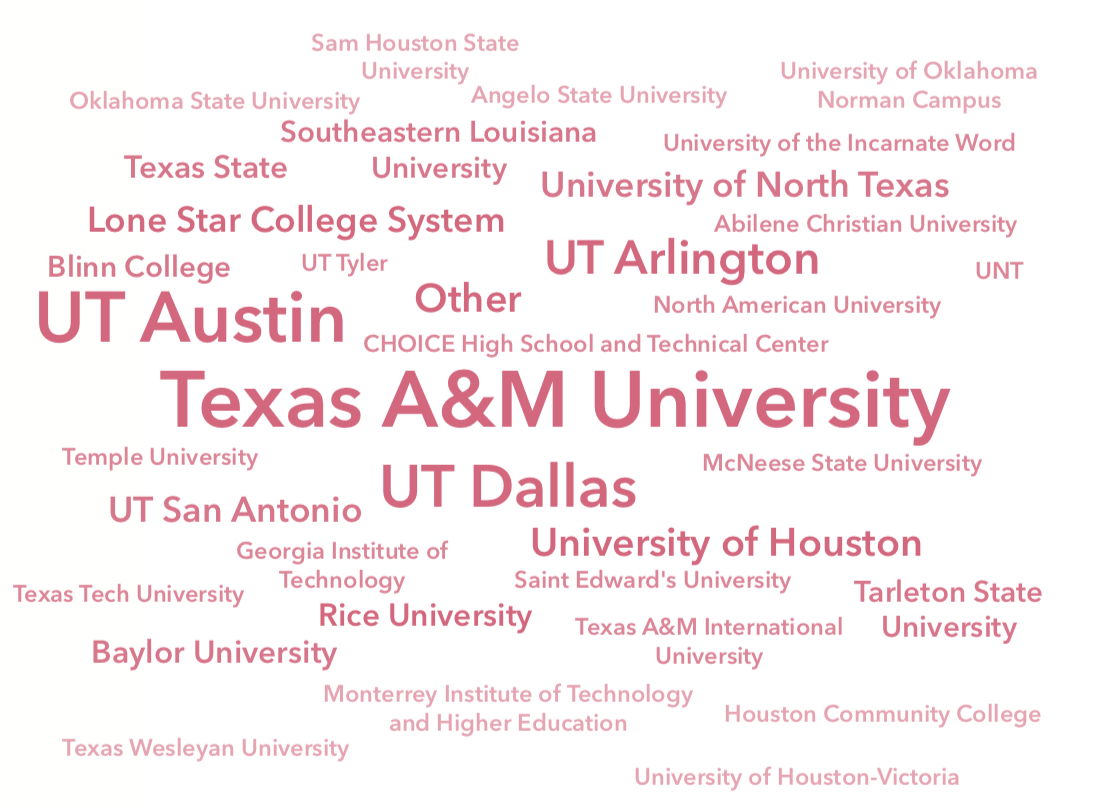 Sam Houston State
University
University of Oklahoma
Norman Campus
Oklahoma State University
Angelo State University
Southeastern Louisiana
University
University of the Incarnate Word
Texas State
University of North Texas
Lone Star College System
Abilene Christian University
UT Arlington
Blinn College
UT Tyler
UNT
Other
North American University
UT Austin
CHOICE High School and Technical Center
Texas A&M University
Temple University
McNeese State University
UT Dallas
UT San Antonio
University of Houston
Georgia Institute of
Technology
Saint Edward's University
Texas Tech University
Tarleton State
University
Rice University
Texas A&M International
University
Baylor University
Monterrey Institute of Technology
and Higher Education
Houston Community College
Texas Wesleyan University
University of Houston-Victoria